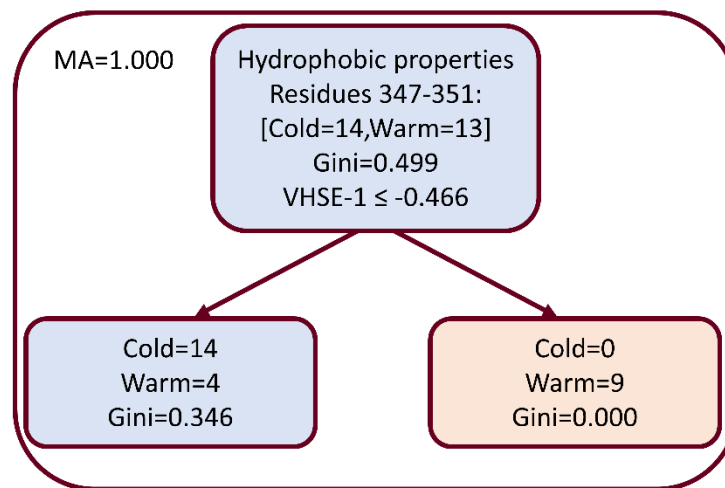 MA=1.000
Hydrophobic properties
Residues 347-351:
[Cold=14,Warm=13]
Gini=0.499
VHSE-1 ≤ -0.466
Cold=14
Warm=4
Gini=0.346
Cold=0
Warm=9
Gini=0.000